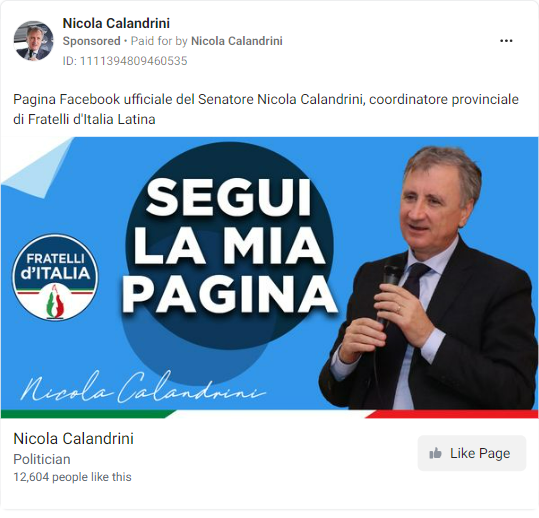 Nicola Calandrini
Sponsored • Paid for by Nicola Calandrini
ID: 1111394809460535
Pagina Facebook ufficiale del Senatore Nicola Calandrini, coordinatore provinciale
di Fratelli d'Italia Latina
SEGUI
LA MIA
PAGINA
FRATELLI
d'ITALIA
Nicola Calandrini
Nicola Calandrini
Politician
12,604 people like this
Like Page